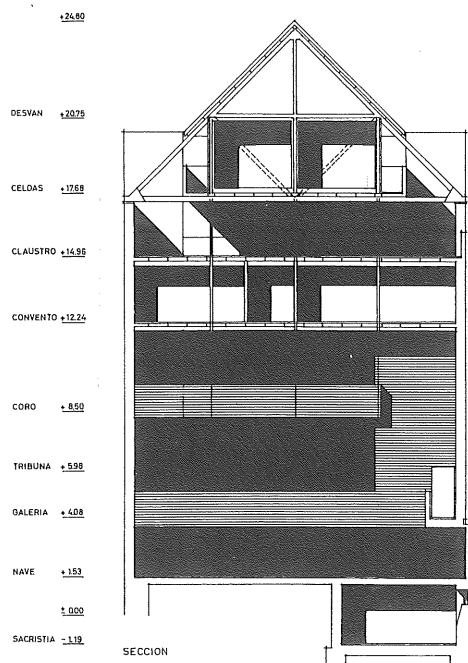 +24,80
DESVAN +20.75
CELDAS +17.68
CLAUSTRO +14.96
CONVENTO +12.24
CORO + 8,50
TRIBUNA + 5.98
GALERIA + 4.08
NAVE + 1.53
± 0.00
SACRISTIA - 1.19
SECCION